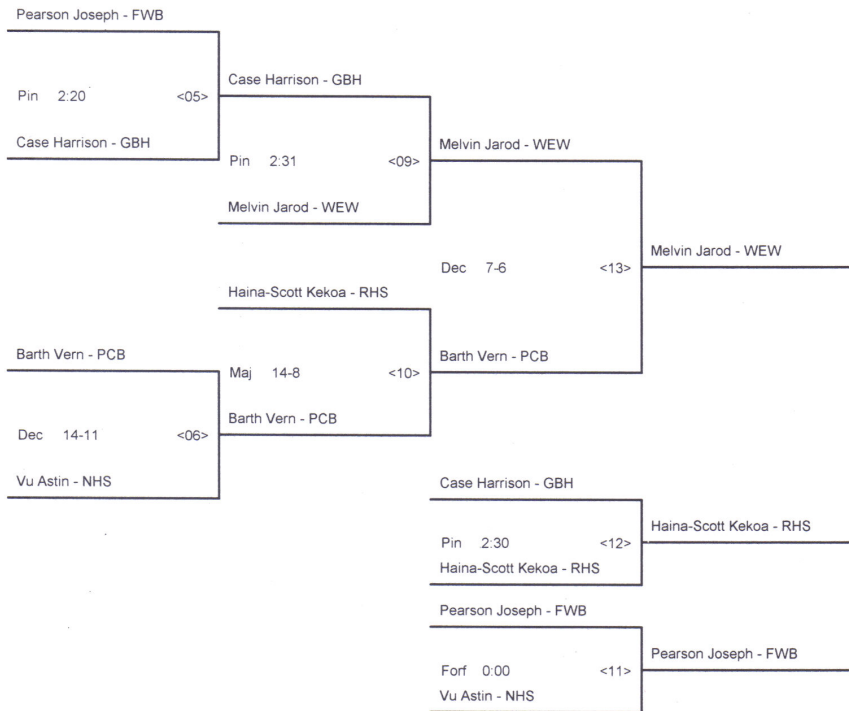 Pearson Joseph - FWB
Pin 2:20 <05>
Case Harrison - GBH
Case Harrison - GBH
Pin 2:31 <09>
Melvin Jarod - WEW
Melvin Jarod - WEW
Dec 7-6 <13>
Melvin Jarod - WEW
Haina-Scott Kekoa - RHS
Maj 14-8 <10>
Barth Vern - PCB
Barth Vern - PCB
Barth Vern - PCB
Dec 14-11 <06>
Vu Astin - NHS
Case Harrison - GBH
Pin 2:30 <12>
Haina-Scott Kekoa - RHS
Haina-Scott Kekoa - RHS
Pearson Joseph - FWB
Forf 0:00 <11>
Vu Astin - NHS
Pearson Joseph - FWB